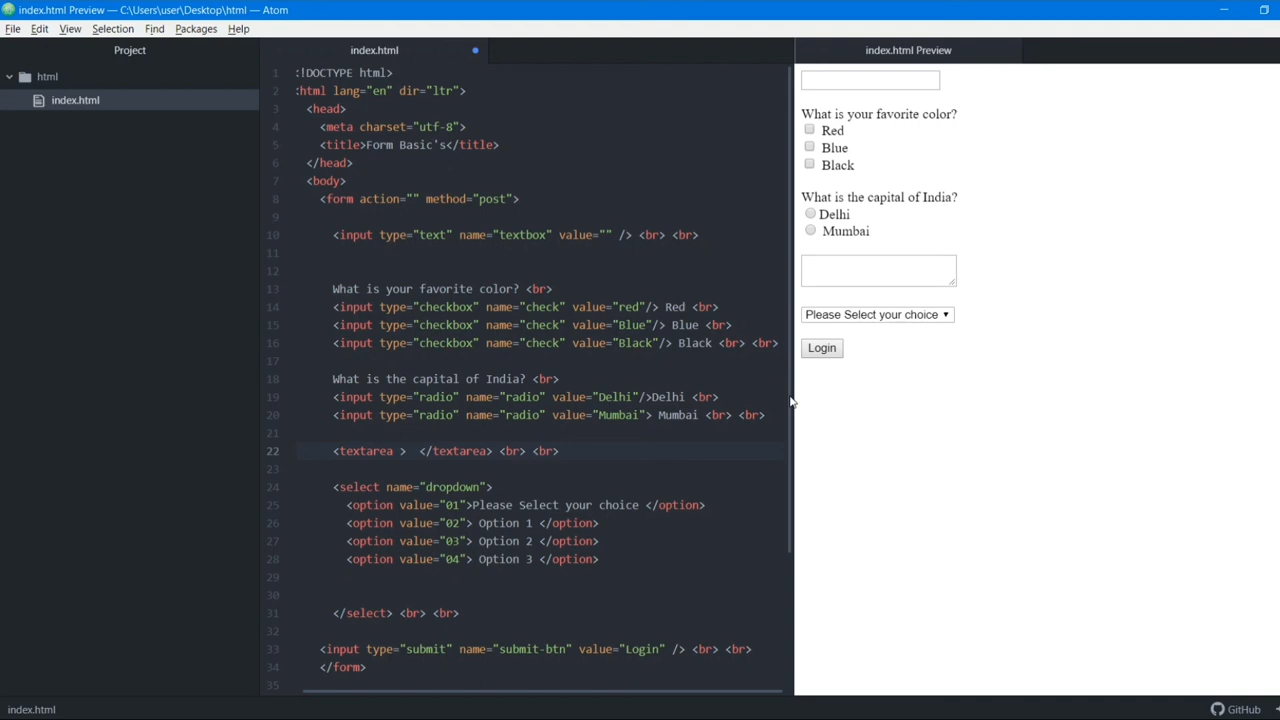 index.html Preview — C:\Users\user\Desktop\html — Atom
File Edit View Selection Find Packages Help
Project
index.html
index.html Preview
html
index.html
1 :!DOCTYPE html>
2 :html lang="en" dir="ltr">
3 <head>
4 <meta charset="utf-8">
5 <title>Form Basic's</title>
6 </head>
7 <body>
8 <form action="" method="post">
9
10 <input type="text" name="textbox" value="" /> <br> <br>
11
12
13 What is your favorite color? <br>
14 <input type="checkbox" name="check" value="red"/> Red <br>
15 <input type="checkbox" name="check" value="Blue"/> Blue <br>
16 <input type="checkbox" name="check" value="Black"/> Black <br> <br>
17
18 What is the capital of India? <br>
19 <input type="radio" name="radio" value="Delhi"/>Delhi <br>
20 <input type="radio" name="radio" value="Mumbai"> Mumbai <br> <br>
21
22 <textarea >  </textarea> <br> <br>
23
24 <select name="dropdown">
25 <option value="01">Please Select your choice </option>
26 <option value="02"> Option 1 </option>
27 <option value="03"> Option 2 </option>
28 <option value="04"> Option 3 </option>
29
30
31 </select> <br> <br>
32
33 <input type="submit" name="submit-btn" value="Login" /> <br> <br>
34 </form>
35
What is your favorite color?
Red
Blue
Black
What is the capital of India?
Delhi
Mumbai
Please Select your choice
Login
index.html
GitHub